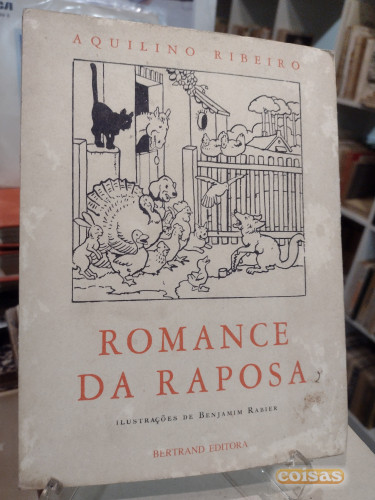 AQUILINO RIBEIRO
ROMANCE
DA RAPOSA
ILUSTRAÇÕES DE BENJAMIM RABIER
BERTRAND EDITORA
coisas